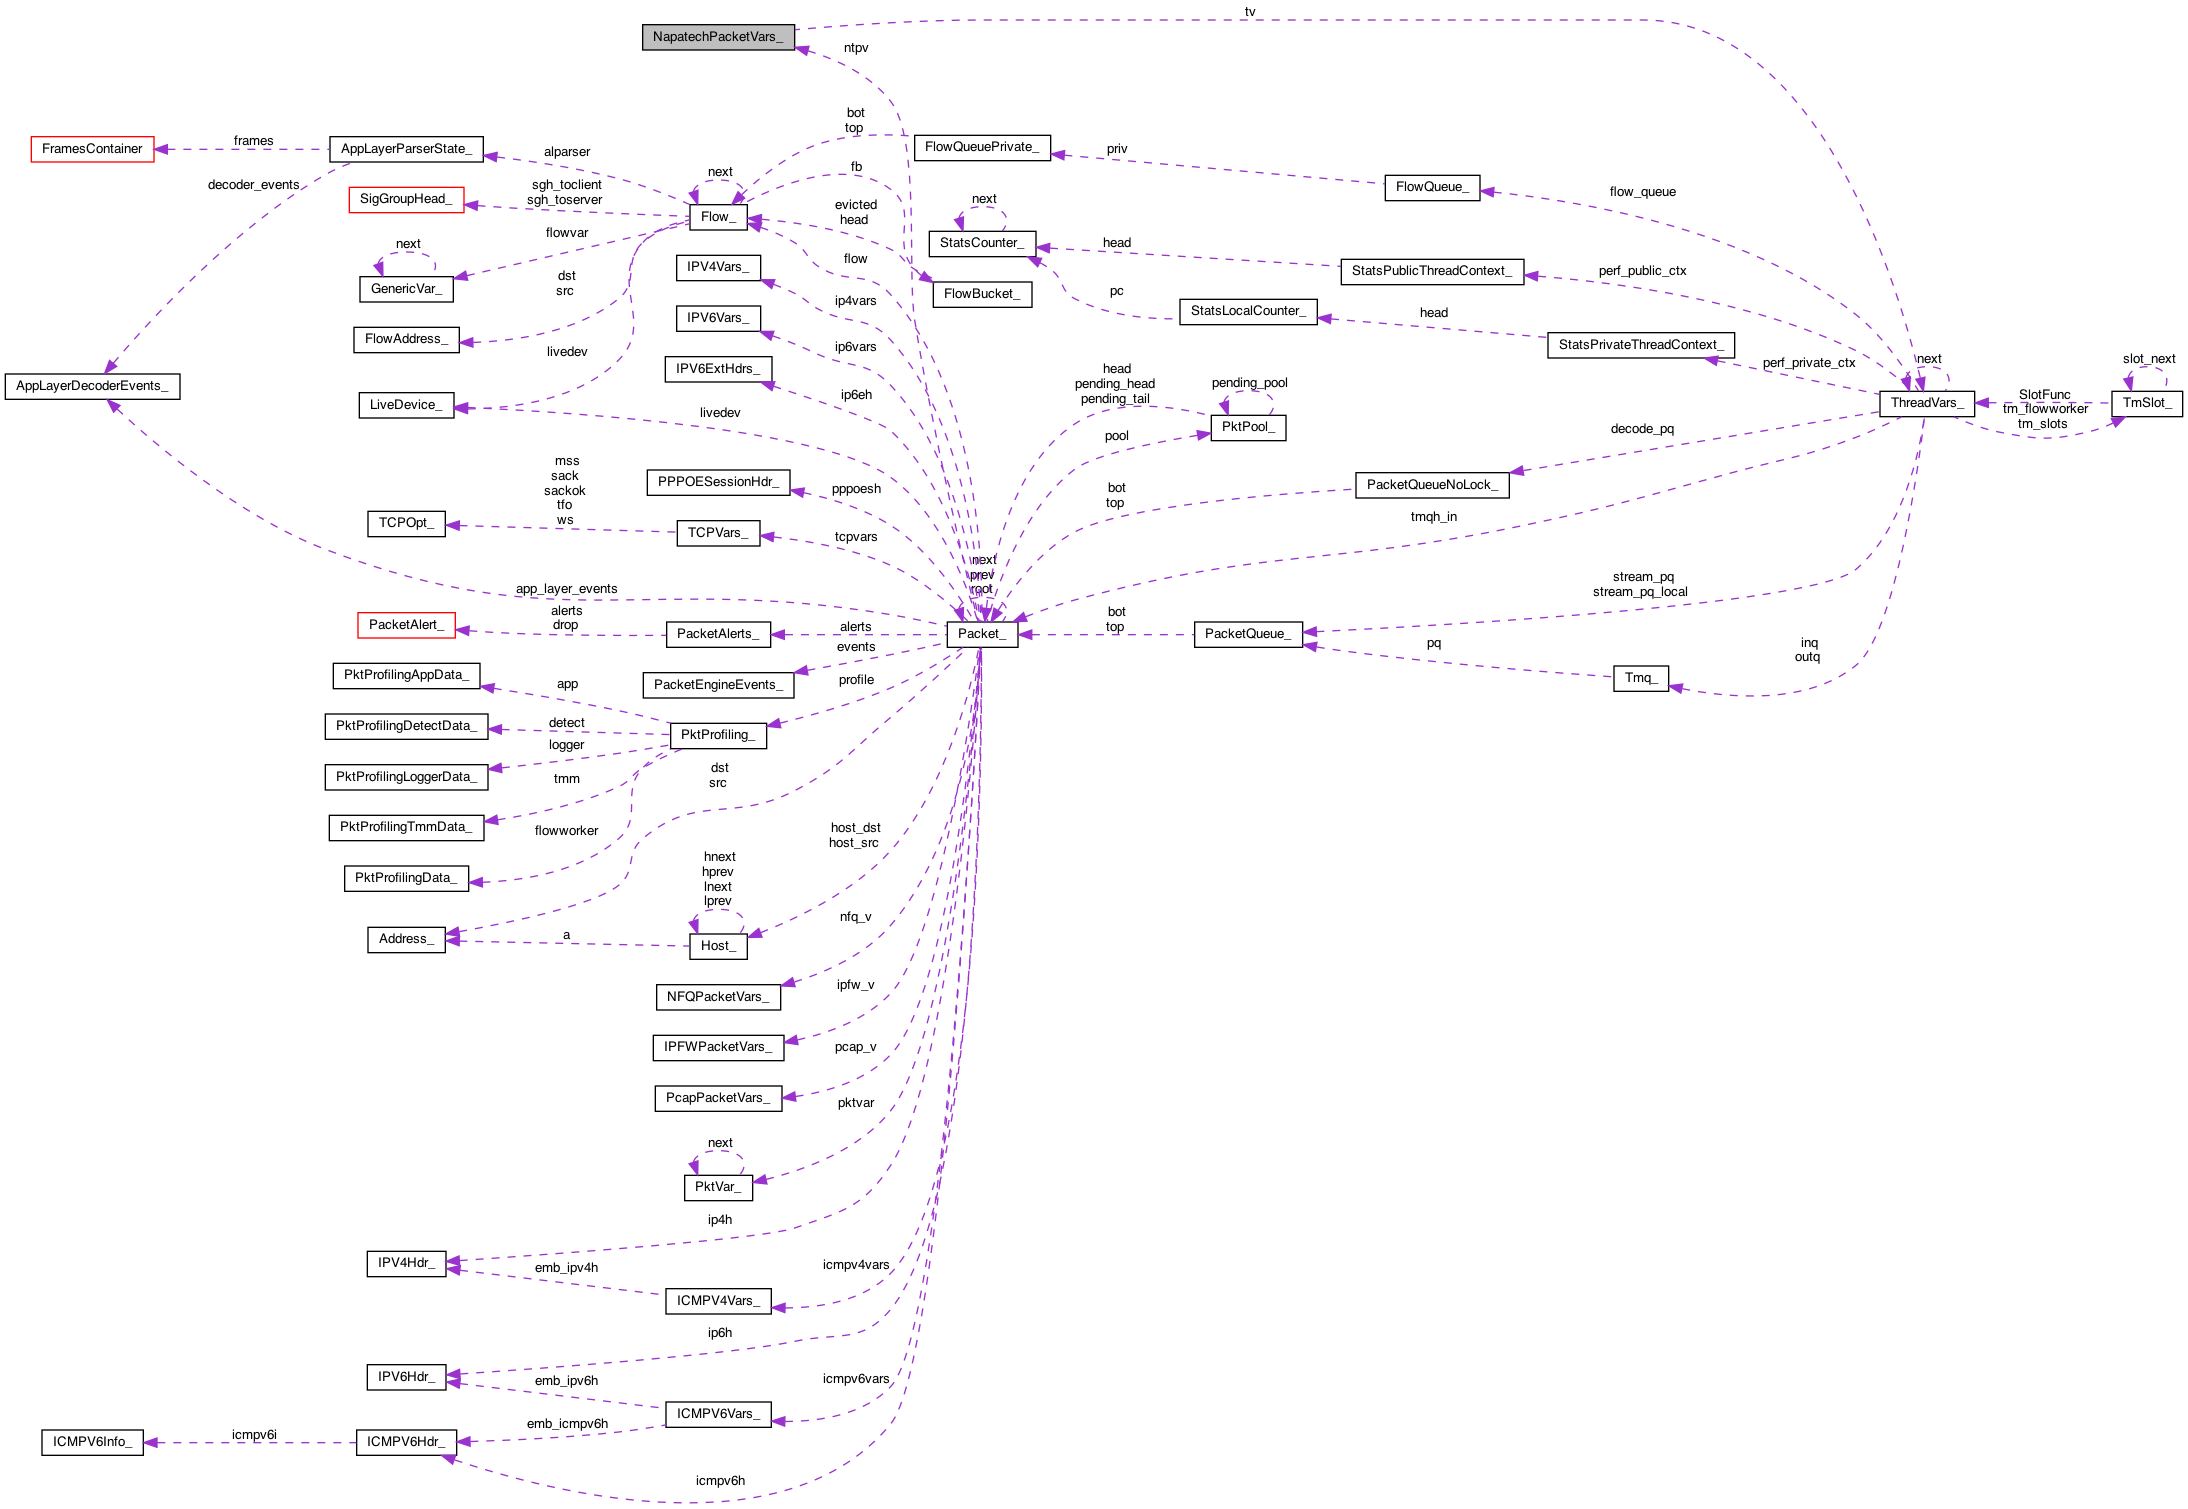 tv
NapatechPacketVars_
ntpv
bot
top
FramesContainer
frames
AppLayerParserState_
alparser
FlowQueuePrivate_
priv
FlowQueue_
flow_queue
decoder_events
SigGroupHead_
sgh_toclient
sgh_toserver
next
Flow_
fb
evicted
head
next
StatsCounter_
head
StatsPublicThreadContext_
perf_public_ctx
next
GenericVar_
flowvar
IPV4Vars_
flow
FlowBucket_
dst
src
FlowAddress_
IPV6Vars_
ip4vars
pc
StatsLocalCounter_
head
StatsPrivateThreadContext_
perf_private_ctx
livedev
ip6vars
IPV6ExtHdrs_
ip6eh
AppLayerDecoderEvents_
LiveDevice_
livedev
head
pending_head
pending_tail
pending_pool
PktPool_
pool
next
ThreadVars_
SlotFunc
tm_flowworker
tm_slots
slot_next
TmSlot_
decode_pq
PacketQueueNoLock_
bot
top
tmqh_in
mss
sack
sackok
tfo
ws
TCPOpt_
PPPOESessionHdr_
pppoesh
TCPVars_
tcpvars
next
prev
root
app_layer_events
stream_pq
stream_pq_local
PacketAlert_
alerts
drop
PacketAlerts_
alerts
Packet_
bot
top
PacketQueue_
pq
Tmq_
inq
outq
events
PacketEngineEvents_
PktProfilingAppData_
app
profile
PktProfilingDetectData_
detect
PktProfiling_
logger
PktProfilingLoggerData_
tmm
PktProfilingTmmData_
flowworker
PktProfilingData_
dst
src
host_dst
host_src
hnext
hprev
lnext
lprev
Address_
a
Host_
nfq_v
NFQPacketVars_
ipfw_v
IPFWPacketVars_
pcap_v
PcapPacketVars_
pktvar
next
PktVar_
ip4h
IPV4Hdr_
emb_ipv4h
icmpv4vars
ICMPV4Vars_
ip6h
IPV6Hdr_
emb_ipv6h
icmpv6vars
ICMPV6Vars_
emb_icmpv6h
ICMPV6Info_
icmpv6i
ICMPV6Hdr_
icmpv6h